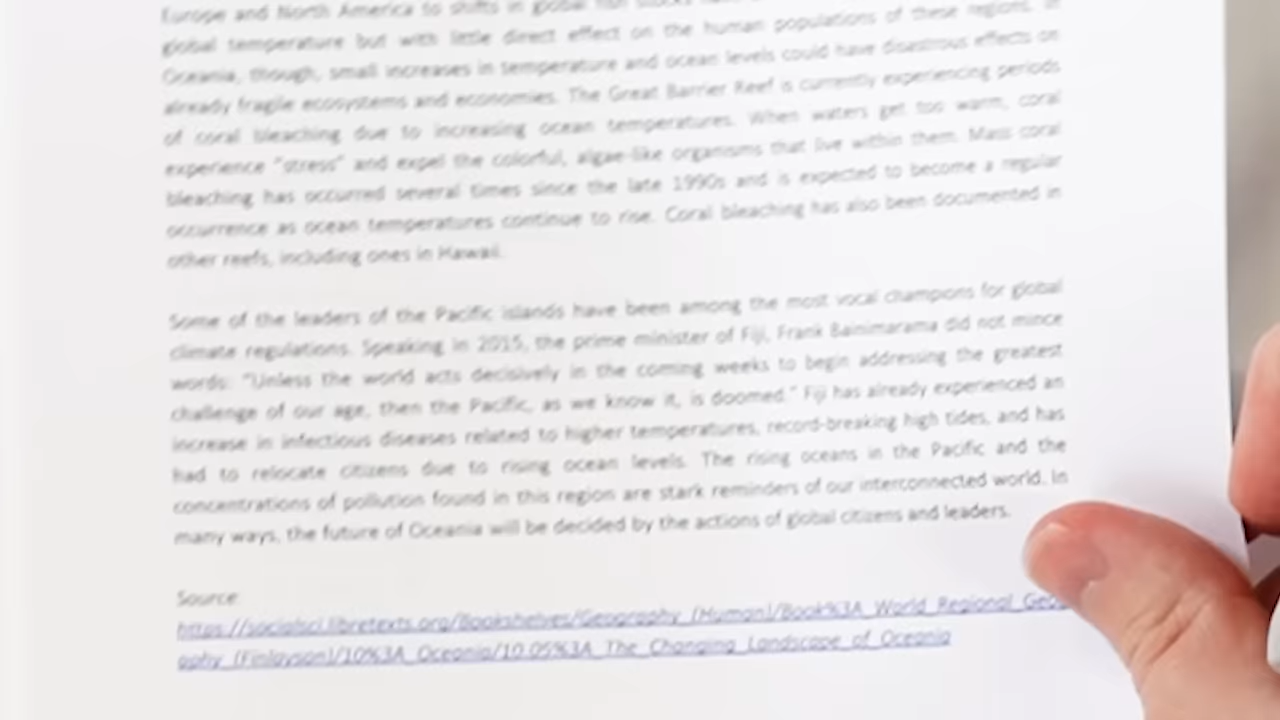 Europe and North America to shifts in global fish stocks
global temperature but with little direct effect on the human populations of these regions. In
Oceania, though, small increases in temperature and ocean levels could have disastrous effects on
already fragile ecosystems and economies. The Great Barrier Reef is currently experiencing periods
of coral bleaching due to increasing ocean temperatures. When waters get too warm, coral
experience "stress" and expel the colorful, algae-like organisms that live within them. Mass coral
bleaching has occurred several times since the late 1990s and is expected to become a regular
occurrence as ocean temperatures continue to rise. Coral bleaching has also been documented in
other reefs, including ones in Hawaii.
Some of the leaders of the Pacific islands have been among the most vocal champions for global
climate regulations. Speaking in 2015, the prime minister of Fiji, Frank Bainimarama did not mince
words: "Unless the world acts decisively in the coming weeks to begin addressing the greatest
challenge of our age, then the Pacific, as we know it, is doomed." Fiji has already experienced an
increase in infectious diseases related to higher temperatures, record-breaking high tides, and has
had to relocate citizens due to rising ocean levels. The rising oceans in the Pacific and the
concentrations of pollution found in this region are stark reminders of our interconnected world. In
many ways, the future of Oceania will be decided by the actions of global citizens and leaders.
Source:
https://socialsci.libretexts.org/Bookshelves/Geography_(Human)/Book%3A_World_Regional_Geog
aphy_(Finlayson)/10%3A_Oceania/10.05%3A_The_Changing_Landscape_of_Oceania